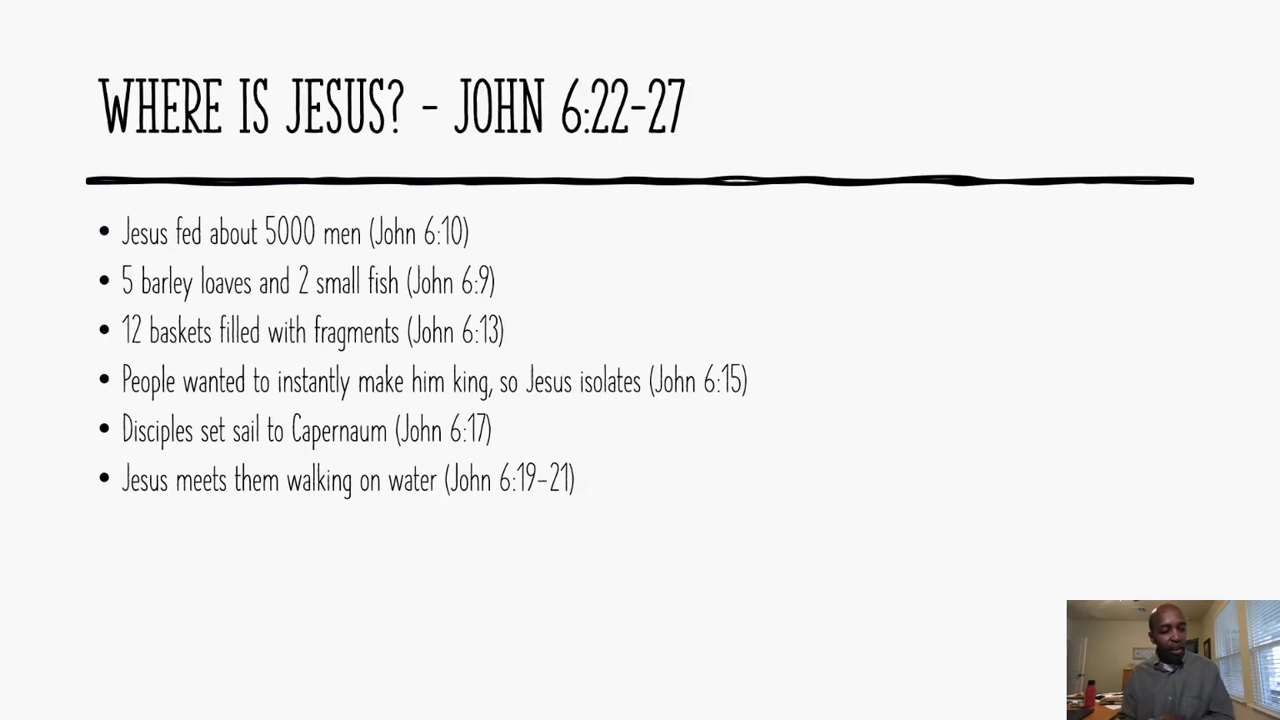 WHERE IS JESUS? - JOHN 6:22-27
• Jesus fed about 5000 men (John 6:10)
• 5 barley loaves and 2 small fish (John 6:9)
• 12 baskets filled with fragments (John 6:13)
• People wanted to instantly make him king, so Jesus isolates (John 6:15)
• Disciples set sail to Capernaum (John 6:17)
• Jesus meets them walking on water (John 6:19-21)